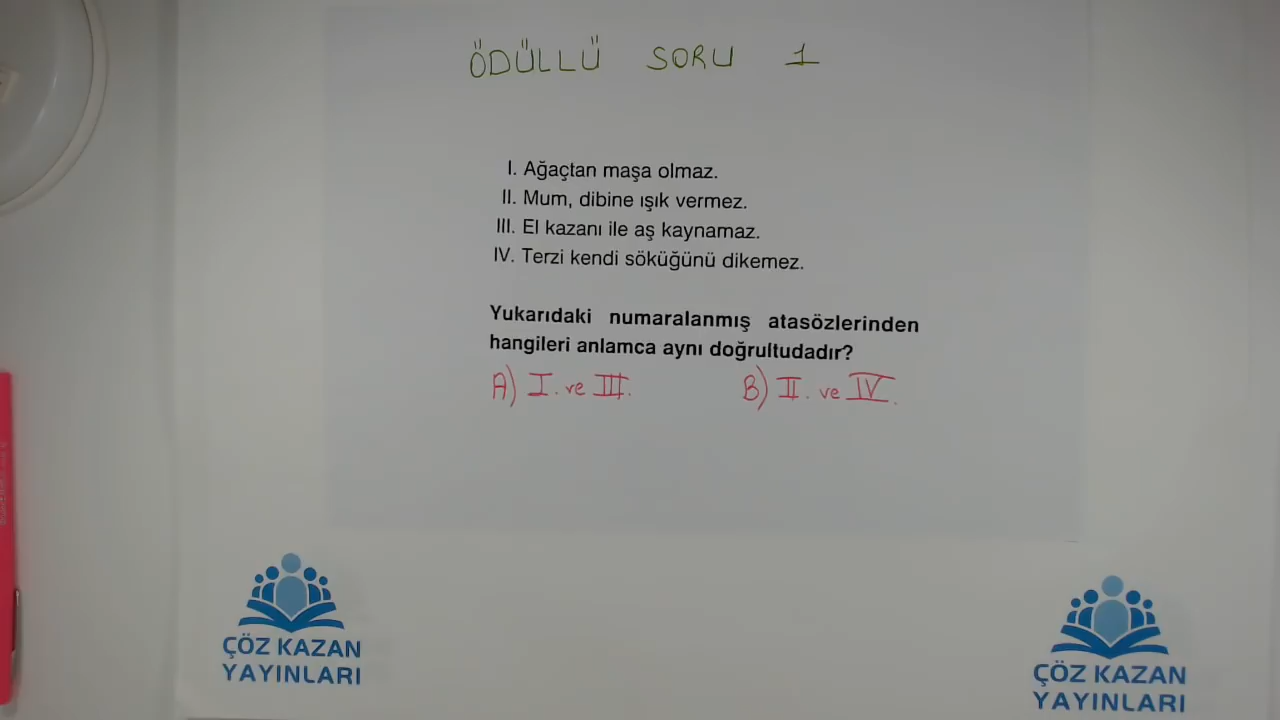 ÖDÜLLÜ SORU 1
I. Ağaçtan maşa olmaz.
II. Mum, dibine ışık vermez.
III. El kazanı ile aş kaynamaz.
IV. Terzi kendi söküğünü dikemez.
Yukarıdaki numaralanmış atasözlerinden
hangileri anlamca aynı doğrultudadır?
A) I. ve III. B) II. ve IV.
ÇÖZ KAZAN
YAYINLARI
ÇÖZ KAZAN
YAYINLARI